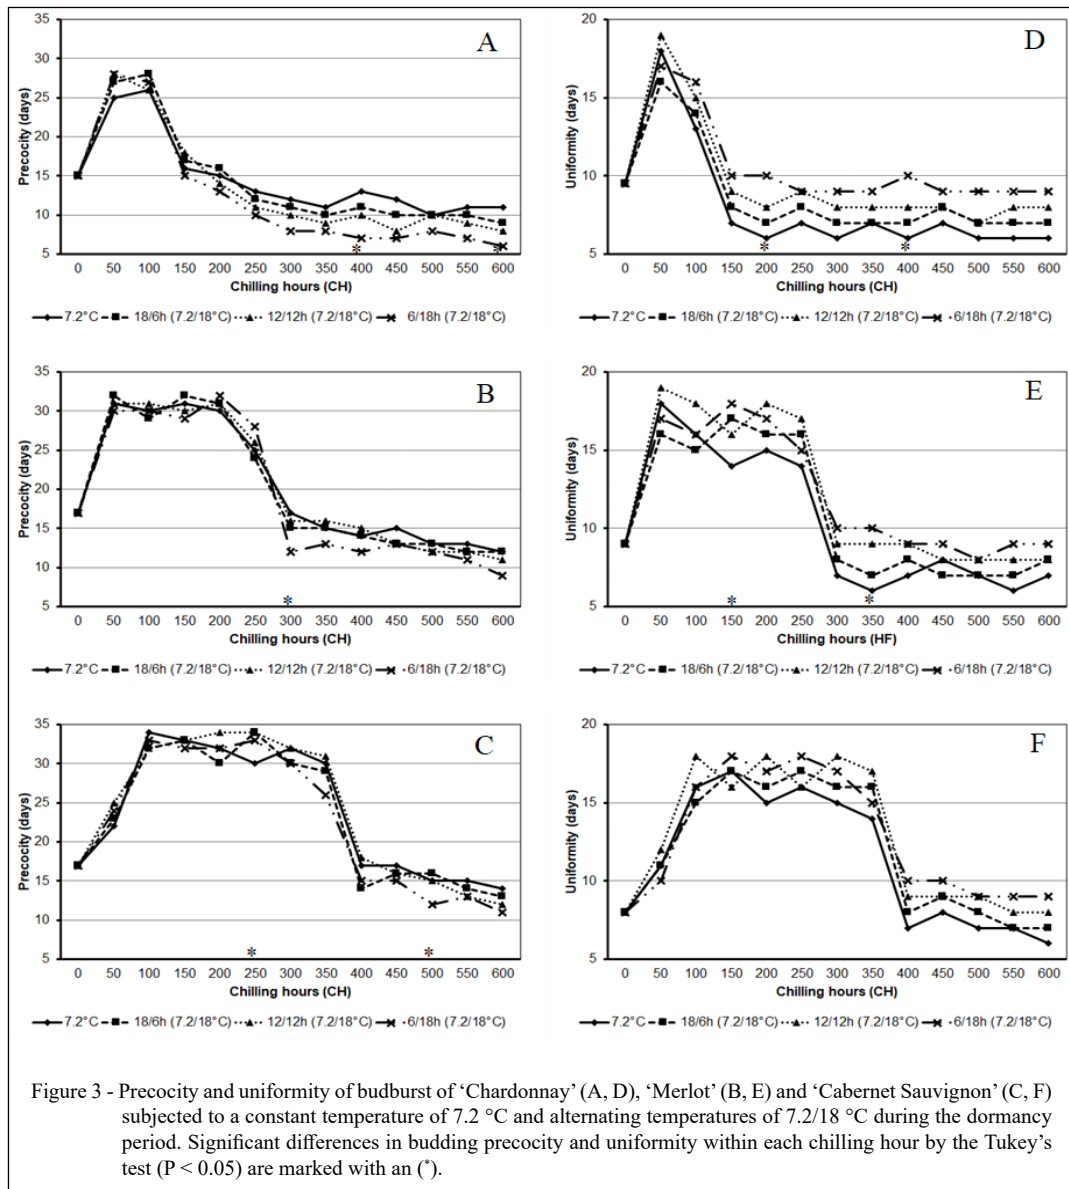 A
Precocity (days)
35
30
25
20
15
10
5
*
*
0 50 100 150 200 250 300 350 400 450 500 550 600
Chilling hours (CH)
7.2°C 18/6h (7.2/18°C) 12/12h (7.2/18°C) 6/18h (7.2/18°C)
D
Uniformity (days)
20
15
10
5
*
*
0 50 100 150 200 250 300 350 400 450 500 550 600
Chilling hours (CH)
7.2°C 18/6h (7.2/18°C) 12/12h (7.2/18°C) 6/18h (7.2/18°C)
B
Precocity (days)
35
30
25
20
15
10
5
*
0 50 100 150 200 250 300 350 400 450 500 550 600
Chilling hours (CH)
7.2°C 18/6h (7.2/18°C) 12/12h (7.2/18°C) 6/18h (7.2/18°C)
E
Uniformity (days)
20
15
10
5
*
*
0 50 100 150 200 250 300 350 400 450 500 550 600
Chilling hours (HF)
7.2°C 18/6h (7.2/18°C) 12/12h (7.2/18°C) 6/18h (7.2/18°C)
C
Precocity (days)
35
30
25
20
15
10
5
*
*
0 50 100 150 200 250 300 350 400 450 500 550 600
Chilling hours (CH)
7.2°C 18/6h (7.2/18°C) 12/12h (7.2/18°C) 6/18h (7.2/18°C)
F
Uniformity (days)
20
15
10
5
0 50 100 150 200 250 300 350 400 450 500 550 600
Chilling hours (CH)
7.2°C 18/6h (7.2/18°C) 12/12h (7.2/18°C) 6/18h (7.2/18°C)
Figure 3 - Precocity and uniformity of budburst of ‘Chardonnay’ (A, D), ‘Merlot’ (B, E) and ‘Cabernet Sauvignon’ (C, F)
subjected to a constant temperature of 7.2 °C and alternating temperatures of 7.2/18 °C during the dormancy
period. Significant differences in budding precocity and uniformity within each chilling hour by the Tukey’s
test (P < 0.05) are marked with an (*).